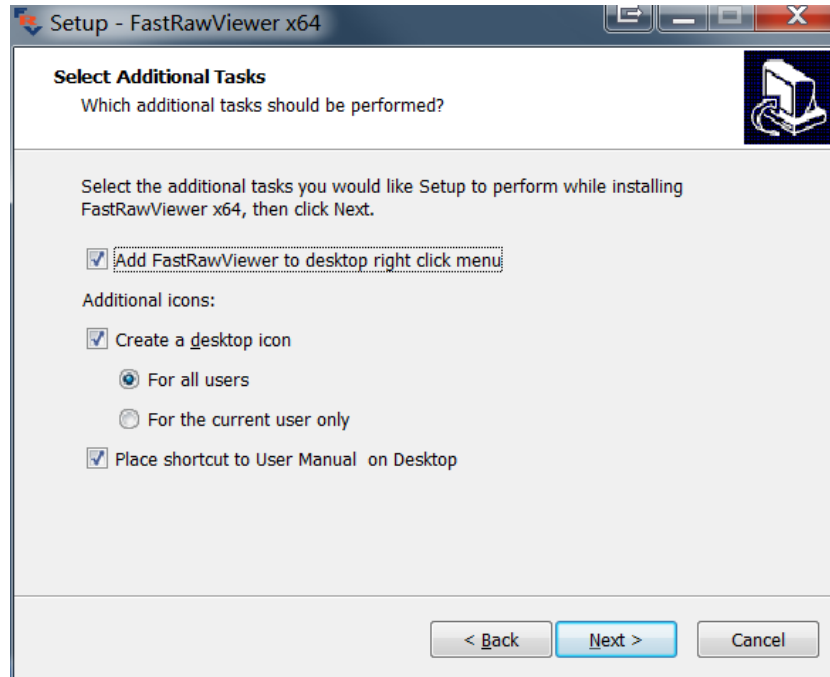 Setup - FastRawViewer x64
Select Additional Tasks
Which additional tasks should be performed?
Select the additional tasks you would like Setup to perform while installing
FastRawViewer x64, then click Next.
Add FastRawViewer to desktop right click menu
Additional icons:
Create a desktop icon
For all users
For the current user only
Place shortcut to User Manual  on Desktop
< Back
Next >
Cancel